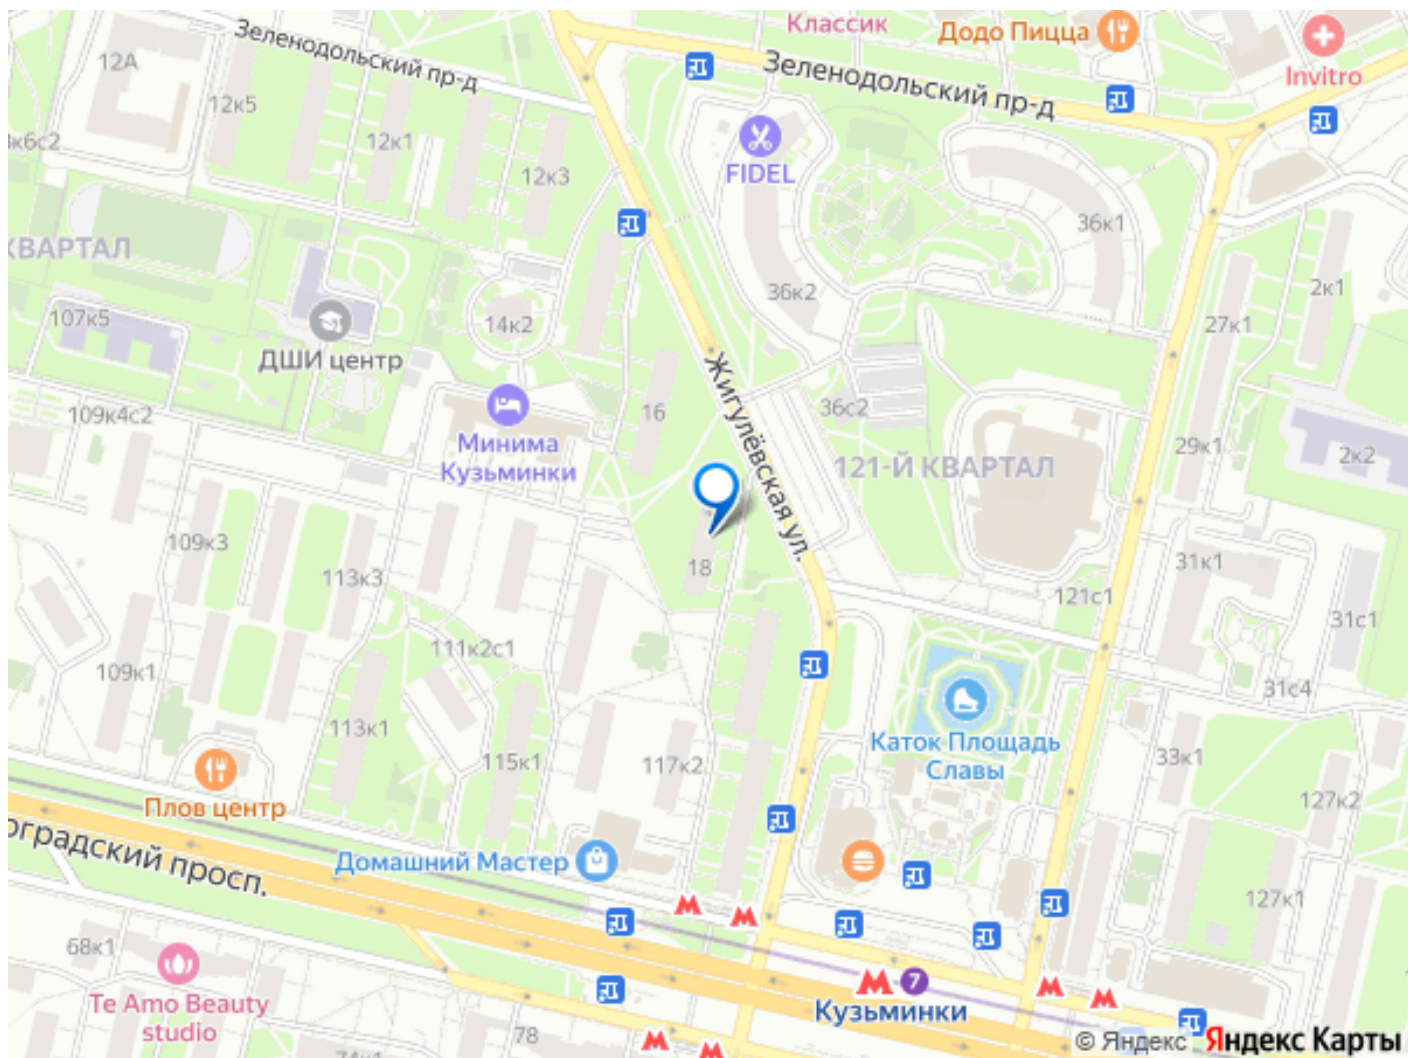 Классик
Додо Пицца
Зеленодольский пр-д
Зеленодольский пр-д
Invitro
12А
12к5
12к1
12к3
FIDEL
36к1
КВАРТАЛ
36к2
2к1
107к5
14к2
27к1
ДШИ центр
Жигулёвская ул.
109к4с2
16
36с2
Минима
Кузьминки
29к1
2к2
121-Й КВАРТАЛ
109к3
113к3
18
31к1
121с1
31с1
111к2с1
109к1
31с4
113к1
115к1
117к2
Каток Площадь
Славы
33к1
127к2
Плов центр
Домашний Мастер
оградский просп.
127к1
68к1
Te Amo Beauty
studio
7
Кузьминки
78
74к1
© Яндекс Яндекс Карты